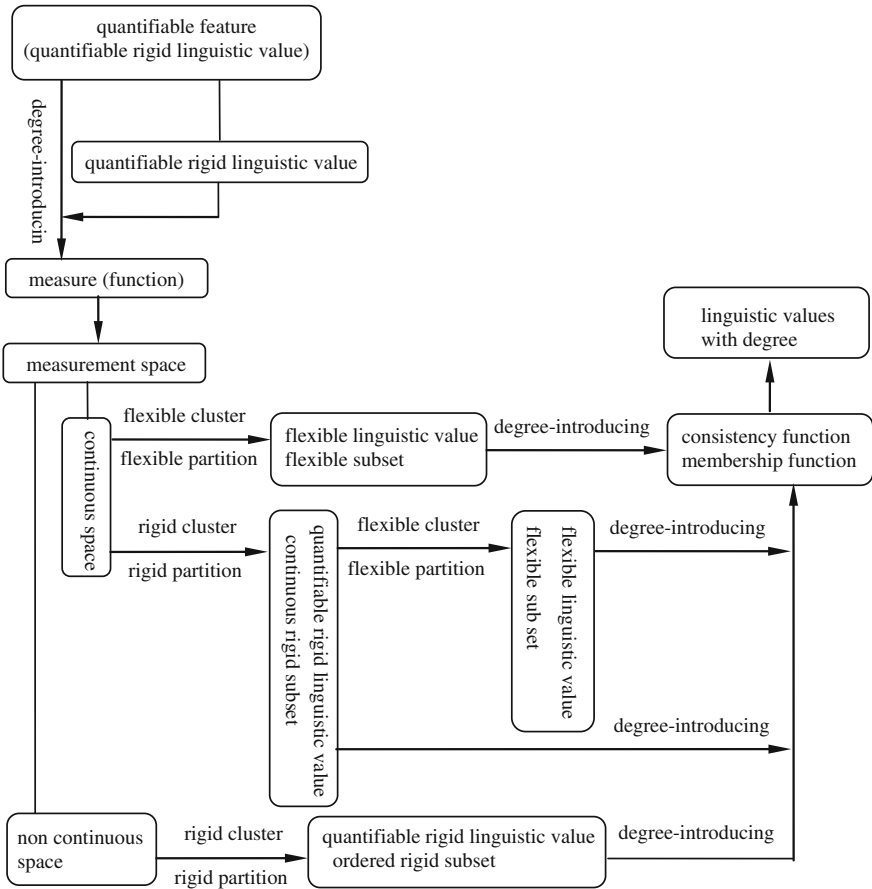 quantifiable feature
(quantifiable rigid linguistic value)
degree-introducin
quantifiable rigid linguistic value
measure (function)
measurement space
linguistic values
with degree
continuous space
flexible cluster
flexible partition
flexible linguistic value
flexible subset
degree-introducing
consistency function
membership function
rigid cluster
rigid partition
quantifiable rigid linguistic value
continuous rigid subset
flexible cluster
flexible partition
flexible linguistic value
flexible sub set
degree-introducing
degree-introducing
non continuous
space
rigid cluster
rigid partition
quantifiable rigid linguistic value
ordered rigid subset
degree-introducing